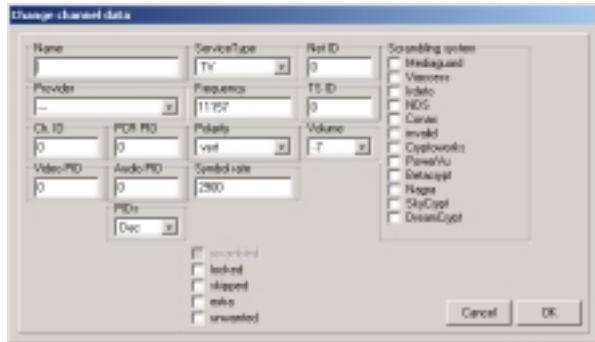 Change channel data
Name
ServiceType
TV
Net ID
0
Scrambling system
Mediaguard
Viaccess
Irdeto
NDS
Conax
invalid
Cryptoworks
PowerVu
Betacrypt
Nagra
SkyCrypt
DreamCrypt
Provider
---
Frequency
11157
TS ID
0
Ch. ID
0
PCR PID
0
Polarity
vert
Volume
-7
Video PID
0
Audio PID
0
Symbol rate
2900
PIDs
Dec
scrambled
locked
skipped
extra
unwanted
Cancel
OK